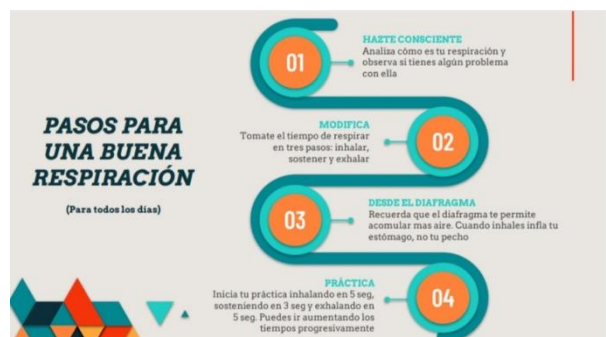 PASOS PARA
UNA BUENA
RESPIRACIÓN
(Para todos los días)
01
HAZTE CONSCIENTE
Analiza cómo es tu respiración y
observa si tienes algún problema
con ella
MODIFICA
Tomate el tiempo de respirar
en tres pasos: inhalar,
sostener y exhalar
02
03
DESDE EL DIAFRAGMA
Recuerda que el diafragma te permite
acomular mas aire. Cuando inhales infla tu
estómago, no tu pecho
PRÁCTICA
Inicia tu práctica inhalando en 5 seg,
sosteniendo en 3 seg y exhalando en
5 seg. Puedes ir aumentando los
tiempos progresivamente
04